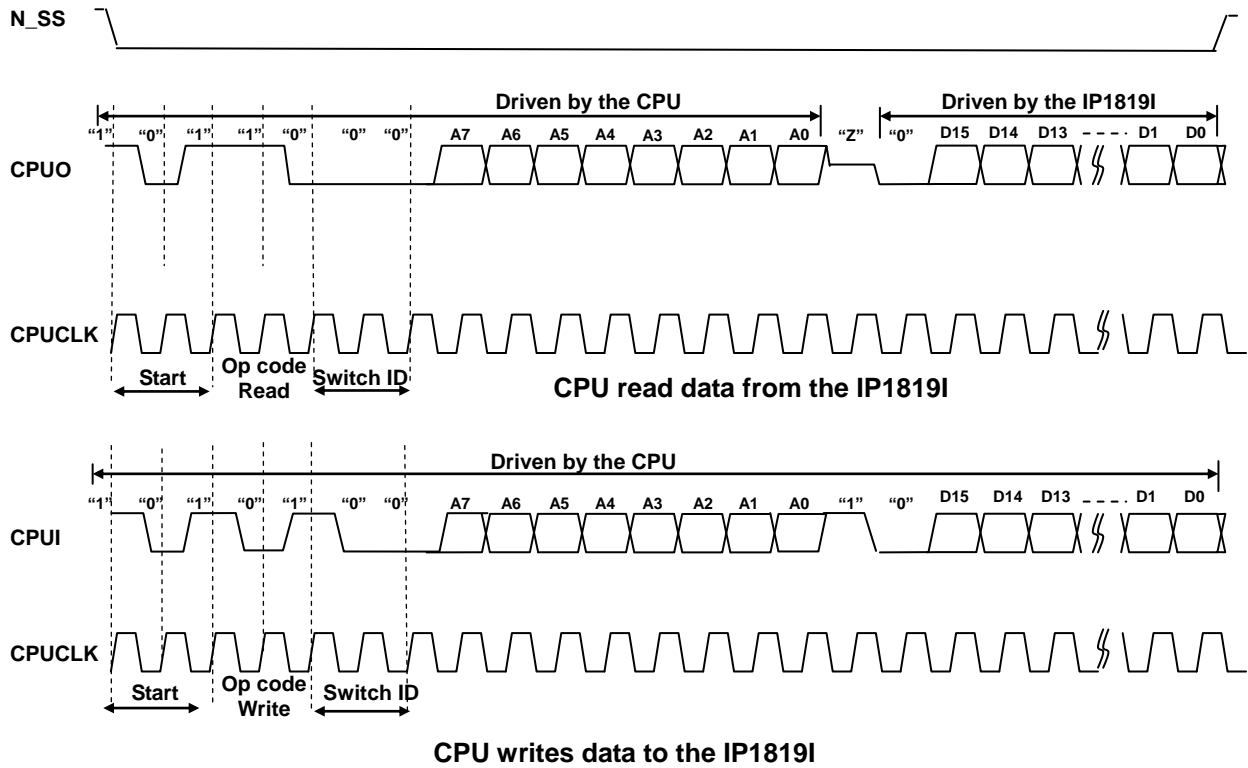 N_SS
Driven by the CPU
Driven by the IP1819I
“1” “0” “1” “1” “0” “0” “0” A7 A6 A5 A4 A3 A2 A1 A0 “Z” “0” D15 D14 D13 D1 D0
CPUO
CPUCLK
Start
Op code
Read
Switch ID
CPU read data from the IP1819I
Driven by the CPU
“1” “0” “1” “0” “1” “0” “0” A7 A6 A5 A4 A3 A2 A1 A0 “1” “0” D15 D14 D13 D1 D0
CPUI
CPUCLK
Start
Op code
Write
Switch ID
CPU writes data to the IP1819I